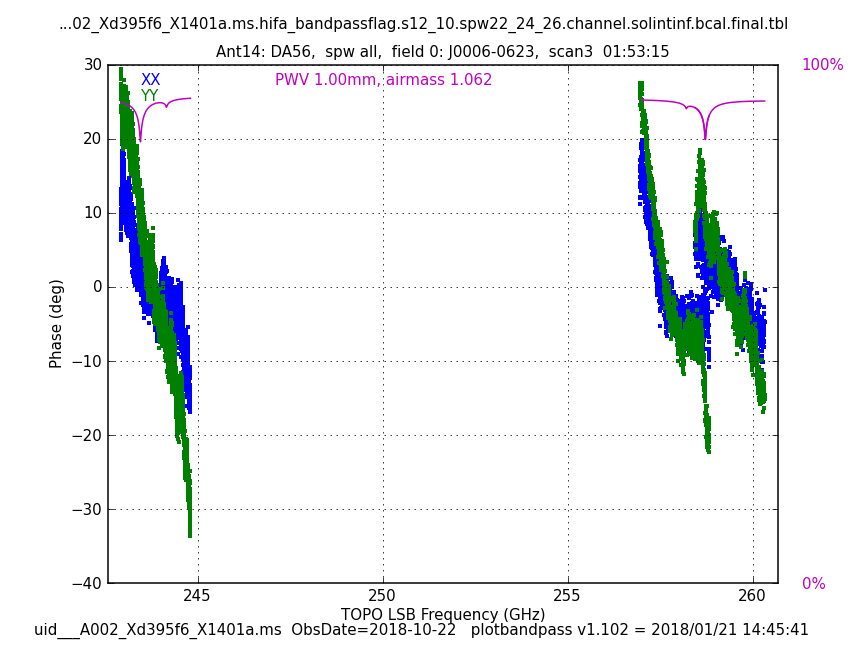 ...02_Xd395f6_X1401a.ms.hifa_bandpassflag.s12_10.spw22_24_26.channel.solintinf.bcal.final.tbl
Ant14: DA56,  spw all,  field 0: J0006-0623,  scan3  01:53:15
30
XX
PWV 1.00mm, airmass 1.062
100%
YY
20
10
0
Phase (deg)
−10
−20
−30
−40
0%
245
250
255
260
TOPO LSB Frequency (GHz)
uid___A002_Xd395f6_X1401a.ms  ObsDate=2018-10-22   plotbandpass v1.102 = 2018/01/21 14:45:41